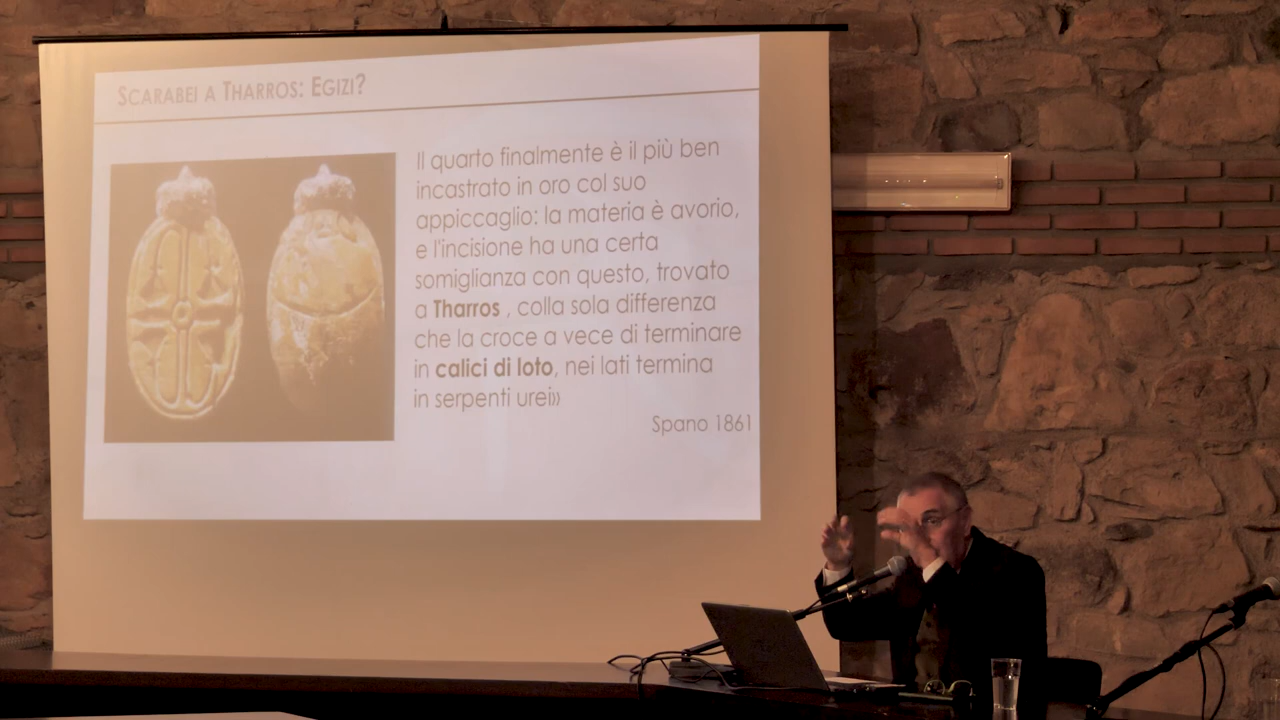 SCARABEI A THARROS: EGIZI?
Il quarto finalmente è il più ben
incastrato in oro col suo
appiccaglio: la materia è avorio,
e l'incisione ha una certa
somiglianza con questo, trovato
a Tharros , colla sola differenza
che la croce a vece di terminare
in calici di loto, nei lati termina
in serpenti urei»
Spano 1861